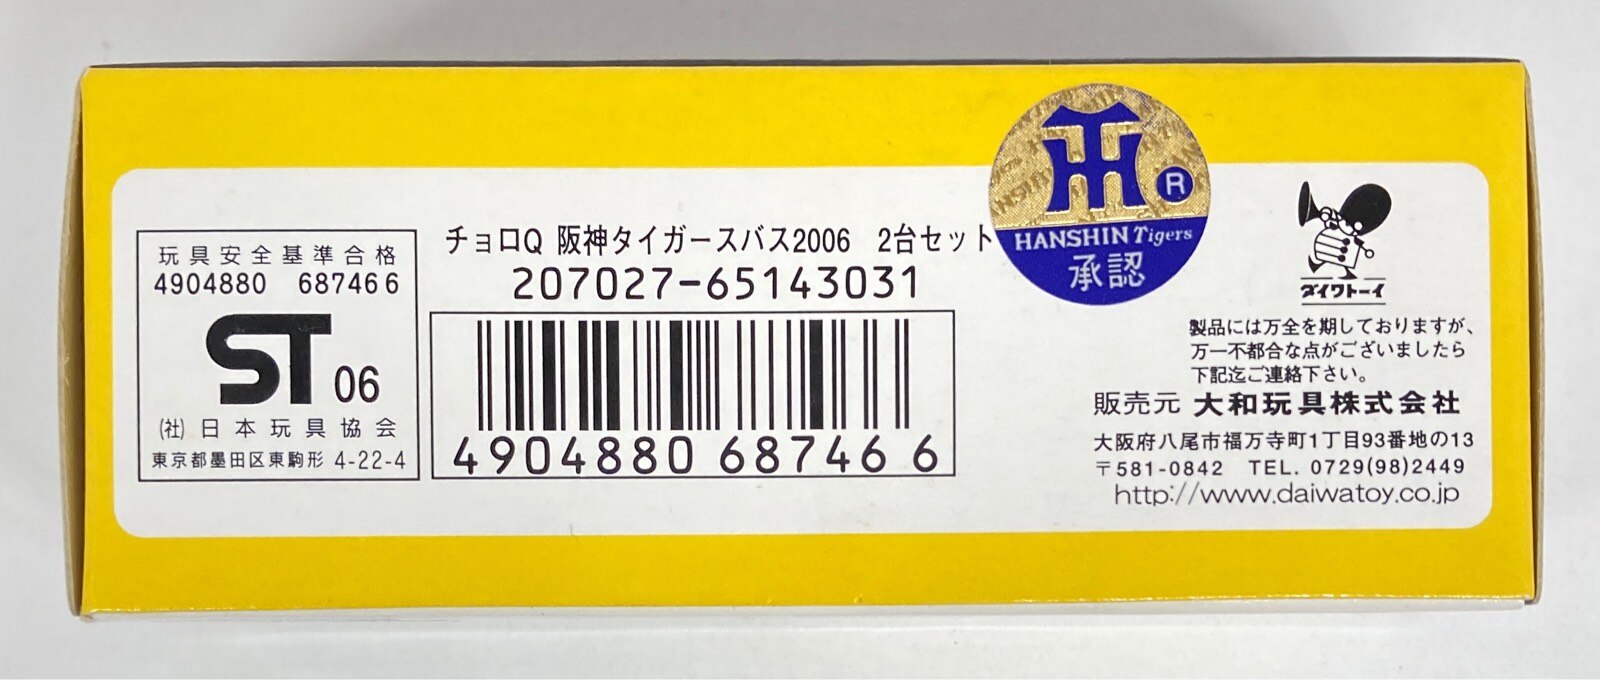 玩具安全基準合格
4904880 687466
ST 06
(社)日本玩具協会
東京都墨田区東駒形 4-22-4
チョロQ 阪神タイガースバス2006 2台セット
207027-65143031
4904880687466
TH ®
HANSHIN Tigers
承認
ダイワトーイ
製品には万全を期しておりますが、
万一不都合な点がございましたら
下記迄ご連絡下さい。
販売元 大和玩具株式会社
大阪府八尾市福万寺町1丁目93番地の13
〒581-0842 TEL. 0729(98)2449
http://www.daiwatoy.co.jp